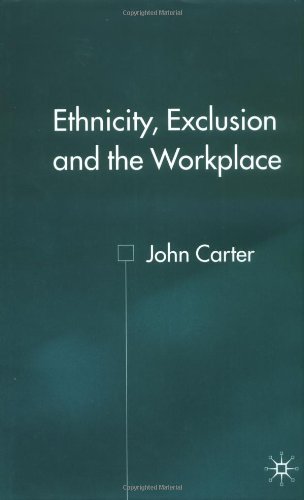 Ethnicity, Exclusion
and the Workplace
John Carter